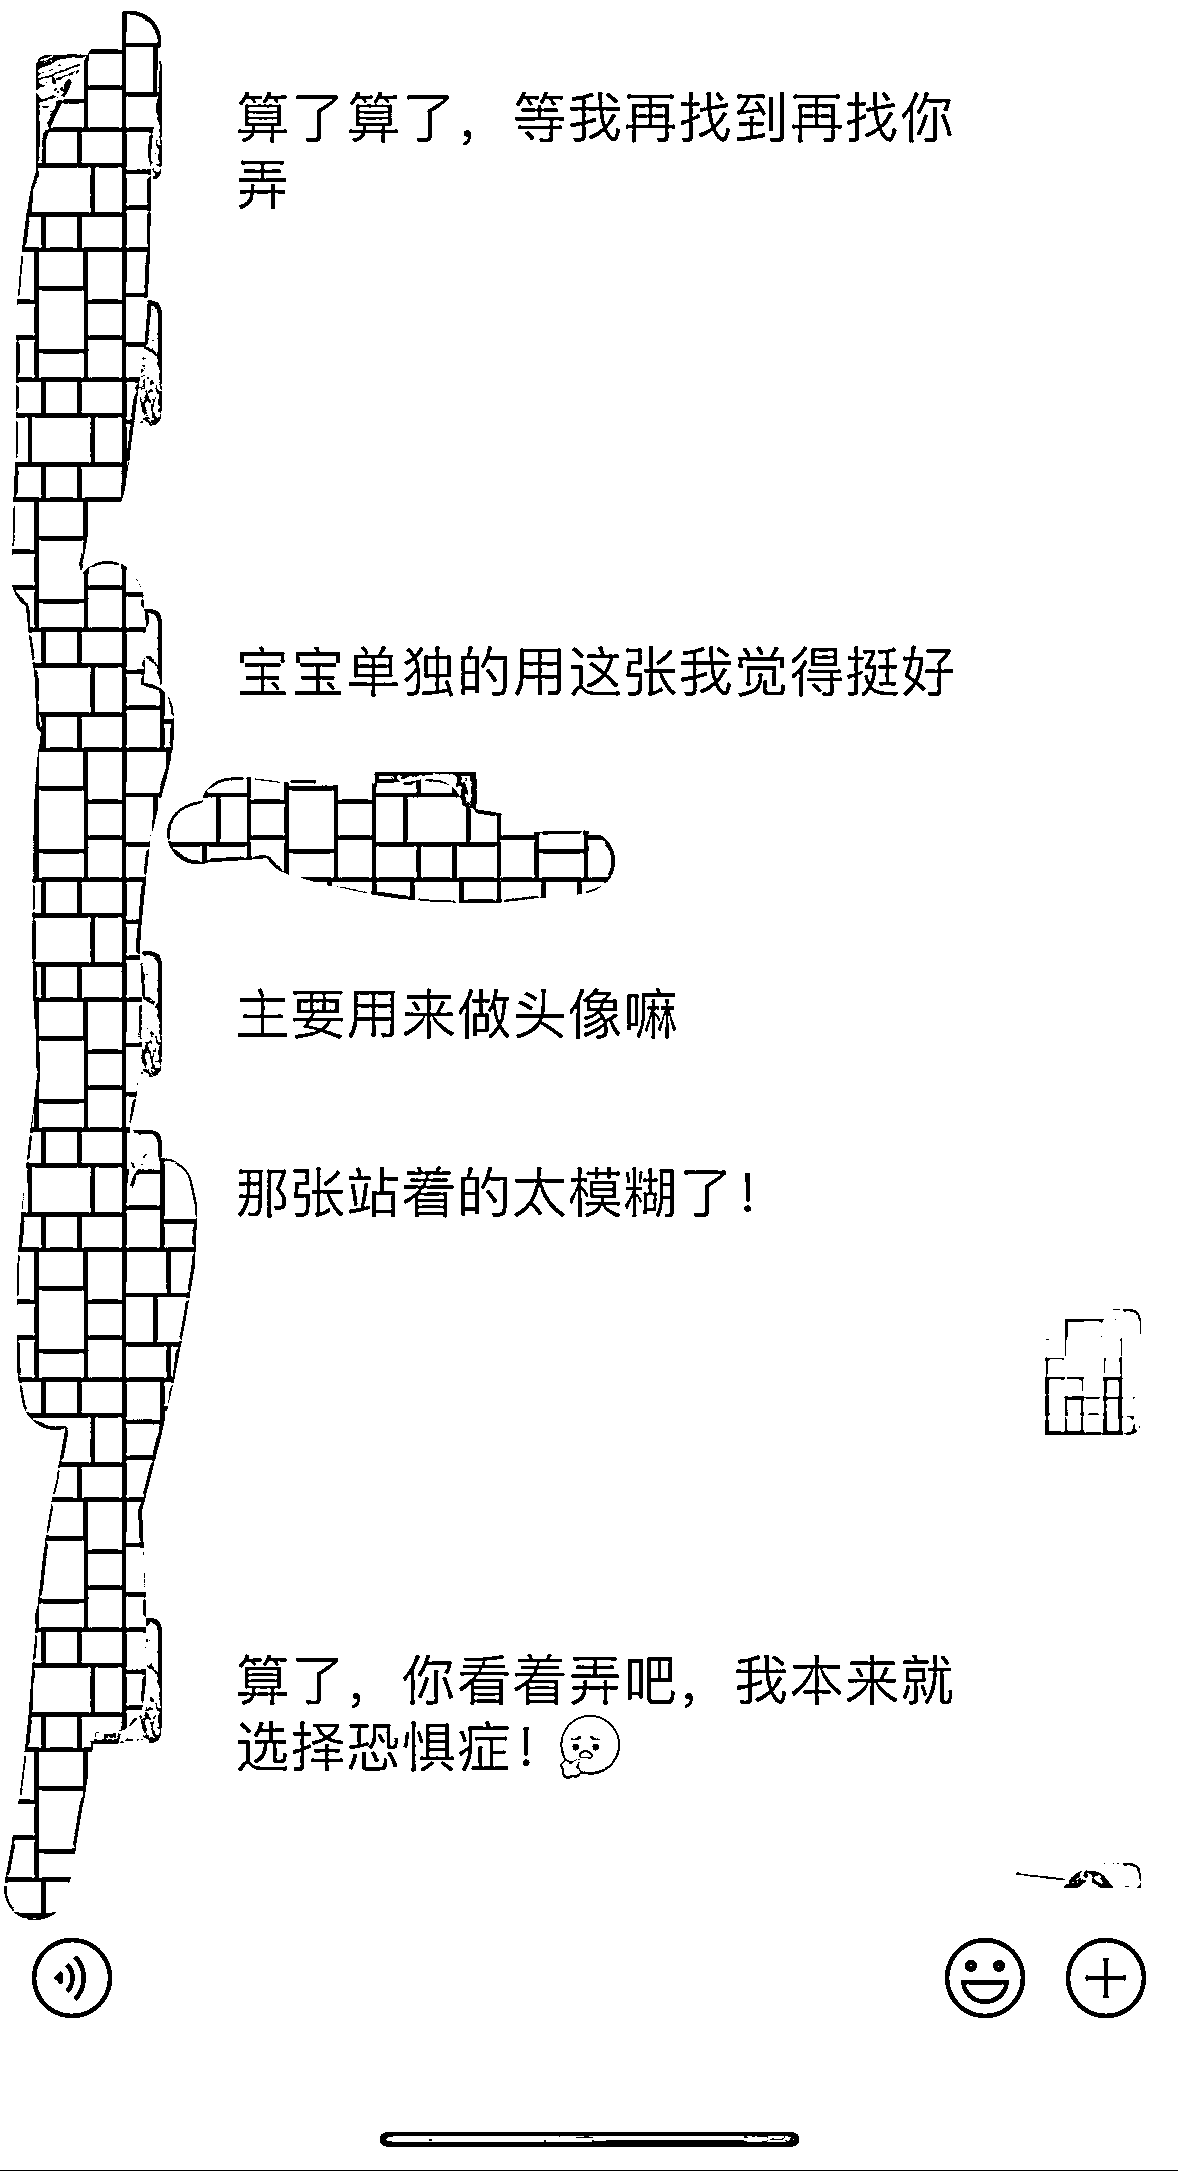 算了算了，等我再找到再找你
弄
宝宝单独的用这张我觉得挺好
主要用来做头像嘛
那张站着的太模糊了！
算了，你看着弄吧，我本来就
选择恐惧症！